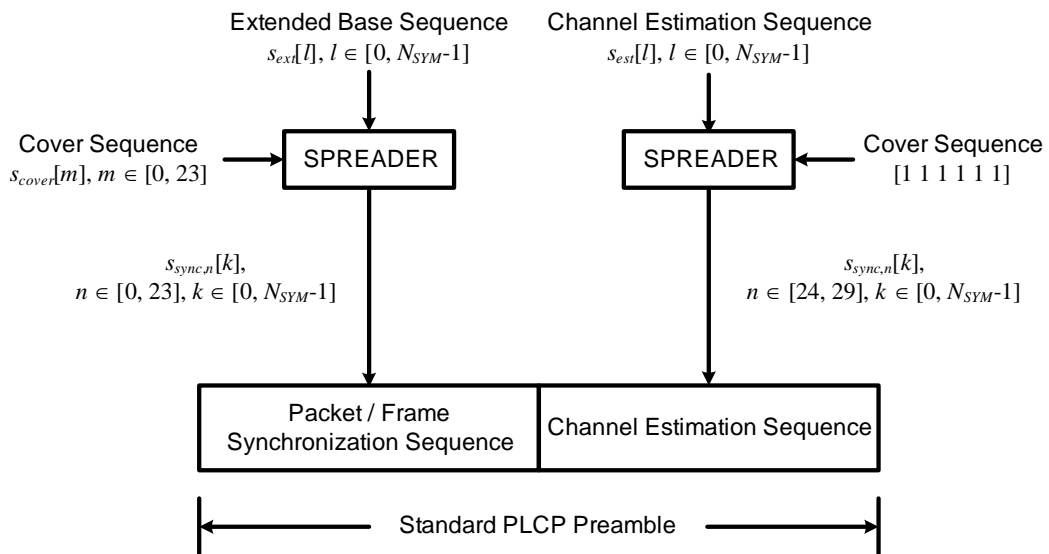 Extended Base Sequence
s_ext[l], l ∈ [0, N_SYM-1]
Channel Estimation Sequence
s_est[l], l ∈ [0, N_SYM-1]
Cover Sequence
s_cover[m], m ∈ [0, 23]
SPREADER
SPREADER
Cover Sequence
[1 1 1 1 1 1]
s_sync,n[k],
n ∈ [0, 23], k ∈ [0, N_SYM-1]
s_sync,n[k],
n ∈ [24, 29], k ∈ [0, N_SYM-1]
Packet / Frame
Synchronization Sequence
Channel Estimation Sequence
Standard PLCP Preamble